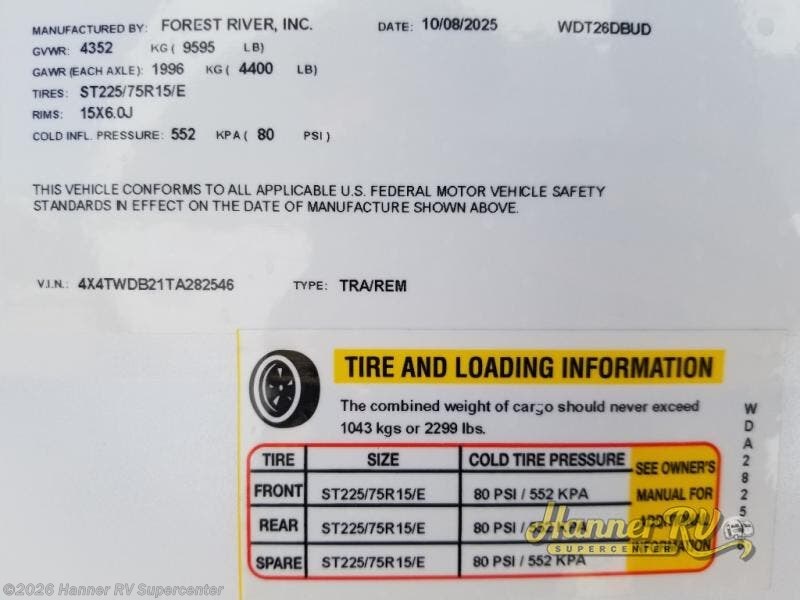 MANUFACTURED BY: FOREST RIVER, INC. DATE: 10/08/2025 WDT26DBUD
GVWR: 4352 KG ( 9595 LB)
GAWR (EACH AXLE): 1996 KG ( 4400 LB)
TIRES: ST225/75R15/E
RIMS: 15X6.0J
COLD INFL. PRESSURE: 552 KPA ( 80 PSI )
THIS VEHICLE CONFORMS TO ALL APPLICABLE U.S. FEDERAL MOTOR VEHICLE SAFETY
STANDARDS IN EFFECT ON THE DATE OF MANUFACTURE SHOWN ABOVE.
V.I.N.: 4X4TWDB21TA282546 TYPE: TRA/REM
TIRE AND LOADING INFORMATION
The combined weight of cargo should never exceed
1043 kgs or 2299 lbs.
TIRE SIZE COLD TIRE PRESSURE SEE OWNER'S
FRONT ST225/75R15/E 80 PSI / 552 KPA MANUAL FOR
REAR ST225/75R15/E 80 PSI / 552 KPA
SPARE ST225/75R15/E 80 PSI / 552 KPA INFORMATION
W
D
A
2
8
2
5
6
Hanner RV
SUPERCENTER
©2026 Hanner RV Supercenter